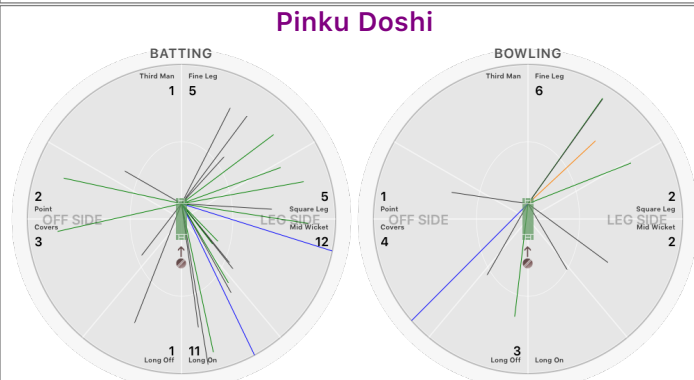 Pinku Doshi
BATTING
Third Man Fine Leg
1 5
2
Point
OFF SIDE
Covers
3
5
Square Leg
LEG SIDE
Mid Wicket
12
1 11
Long Off Long On
BOWLING
Third Man Fine Leg
6
1
Point
OFF SIDE
Covers
4
2
Square Leg
LEG SIDE
Mid Wicket
2
3
Long Off Long On